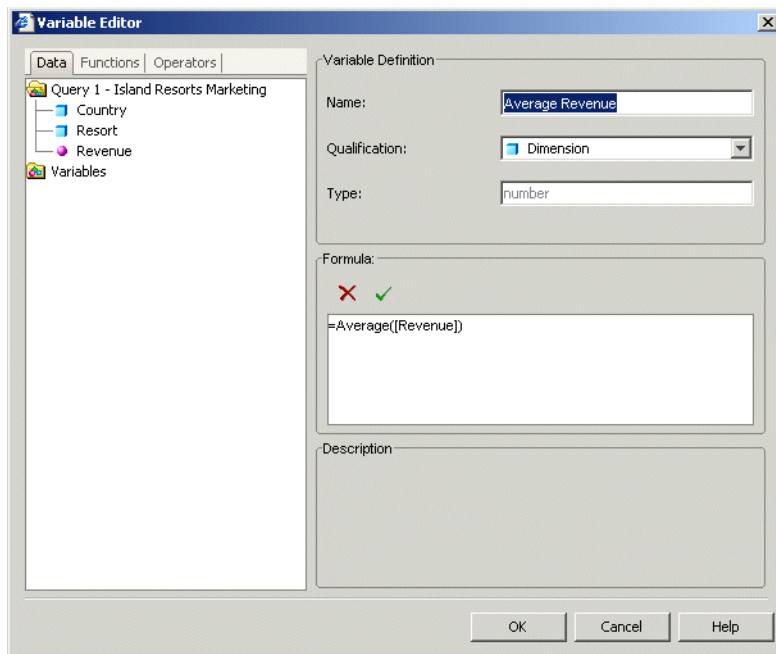 Variable Editor
Data Functions Operators
Query 1 - Island Resorts Marketing
Country
Resort
Revenue
Variables
Variable Definition
Name: Average Revenue
Qualification: Dimension
Type: number
Formula:
=Average([Revenue])
Description
OK Cancel Help